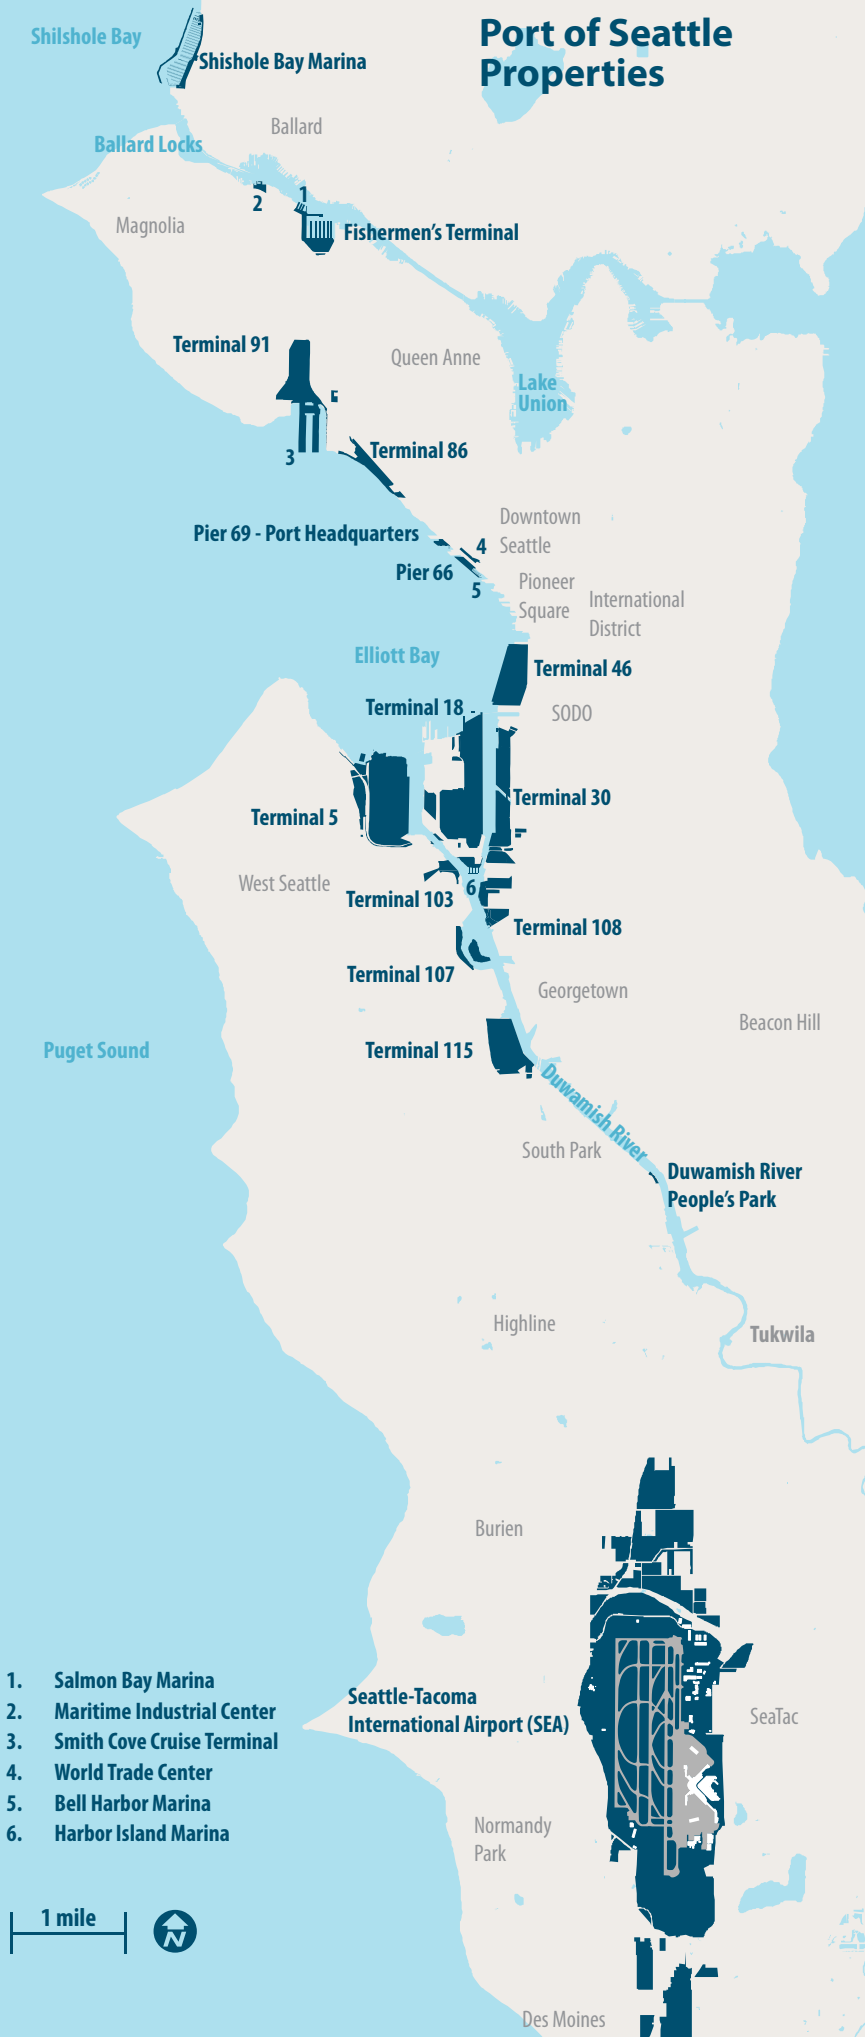 Port of Seattle
Properties
Shilshole Bay
Shishole Bay Marina
Ballard
Ballard Locks
2
1
Magnolia
Fishermen's Terminal
Terminal 91
Queen Anne
Lake
Union
3
Terminal 86
Downtown
Seattle
Pier 69 - Port Headquarters
4
Pier 66
5
Pioneer
Square
International
District
Elliott Bay
Terminal 46
Terminal 18
SODO
Terminal 30
Terminal 5
West Seattle
6
Terminal 103
Terminal 108
Terminal 107
Georgetown
Beacon Hill
Puget Sound
Terminal 115
Duwamish River
South Park
Duwamish River
People's Park
Highline
Tukwila
Burien
Seattle-Tacoma
International Airport (SEA)
SeaTac
1. Salmon Bay Marina
2. Maritime Industrial Center
3. Smith Cove Cruise Terminal
4. World Trade Center
5. Bell Harbor Marina
6. Harbor Island Marina
Normandy
Park
1 mile
N
Des Moines